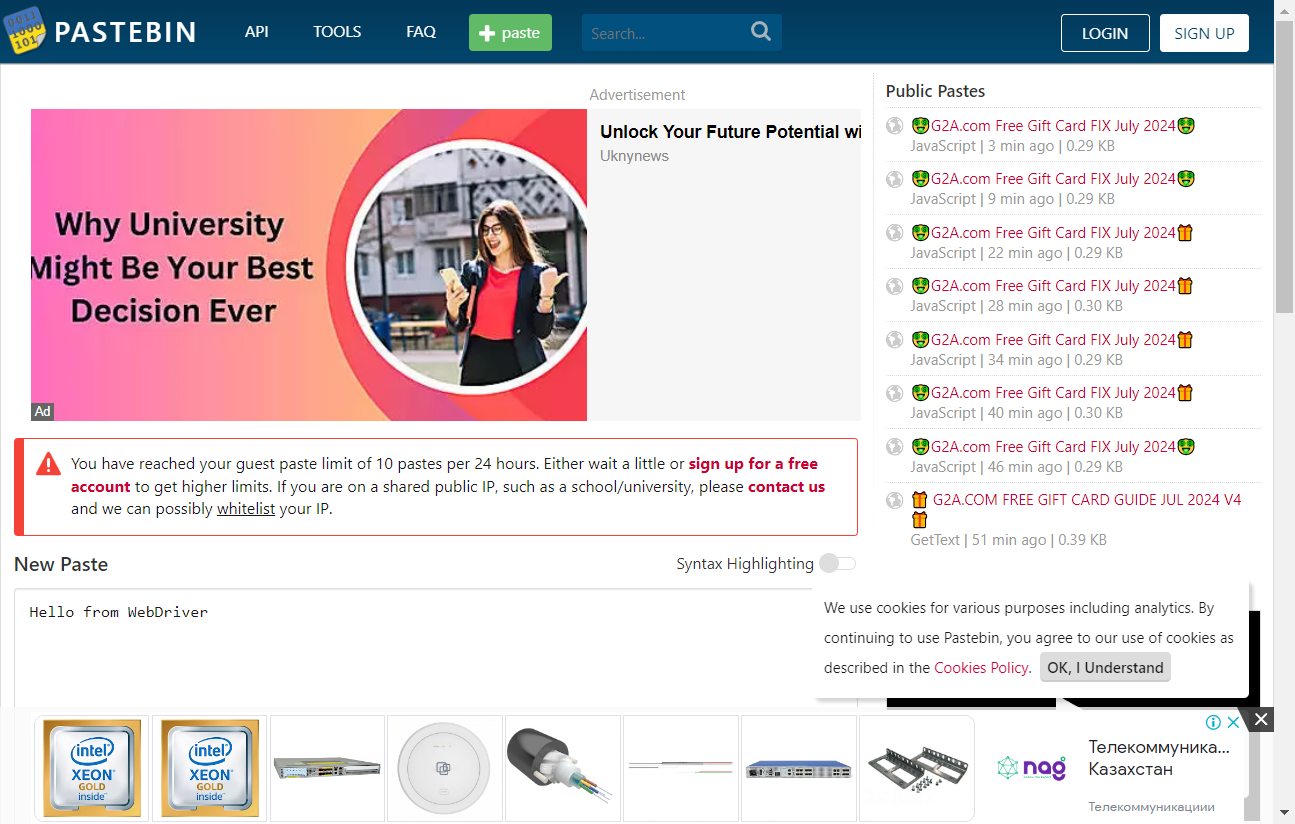 PASTEBIN
API
TOOLS
FAQ
paste
Search...
LOGIN
SIGN UP
Advertisement
Why University
Might Be Your Best
Decision Ever
Ad
Unlock Your Future Potential wi
Uknynews
You have reached your guest paste limit of 10 pastes per 24 hours. Either wait a little or sign up for a free
account to get higher limits. If you are on a shared public IP, such as a school/university, please contact us
and we can possibly whitelist your IP.
New Paste
Syntax Highlighting
Hello from WebDriver
Public Pastes
🤑G2A.com Free Gift Card FIX July 2024🤑
JavaScript | 3 min ago | 0.29 KB
🤑G2A.com Free Gift Card FIX July 2024🤑
JavaScript | 9 min ago | 0.29 KB
🤑G2A.com Free Gift Card FIX July 2024🎁
JavaScript | 22 min ago | 0.29 KB
🤑G2A.com Free Gift Card FIX July 2024🎁
JavaScript | 28 min ago | 0.30 KB
🤑G2A.com Free Gift Card FIX July 2024🎁
JavaScript | 34 min ago | 0.29 KB
🤑G2A.com Free Gift Card FIX July 2024🎁
JavaScript | 40 min ago | 0.30 KB
🤑G2A.com Free Gift Card FIX July 2024🤑
JavaScript | 46 min ago | 0.29 KB
🎁 G2A.COM FREE GIFT CARD GUIDE JUL 2024 V4
🎁
GetText | 51 min ago | 0.39 KB
We use cookies for various purposes including analytics. By
continuing to use Pastebin, you agree to our use of cookies as
described in the Cookies Policy. OK, I Understand
intel
XEON
GOLD
inside
intel
XEON
GOLD
inside
nag
Телекоммуника...
Казахстан
Телекоммуникациии